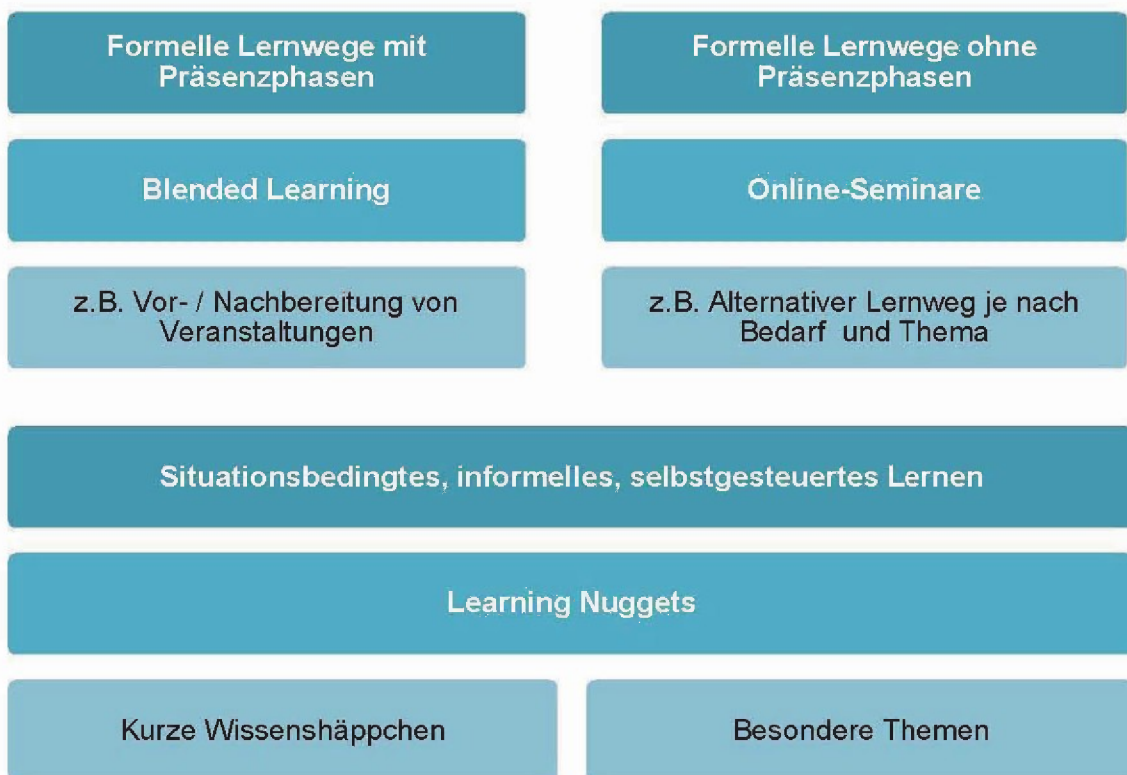 Formelle Lernwege mit
Präsenzphasen
Formelle Lernwege ohne
Präsenzphasen
Blended Learning
Online-Seminare
z.B. Vor- / Nachbereitung von
Veranstaltungen
z.B. Alternativer Lernweg je nach
Bedarf und Thema
Situationsbedingtes, informelles, selbstgesteuertes Lernen
Learning Nuggets
Kurze Wissenshäppchen
Besondere Themen